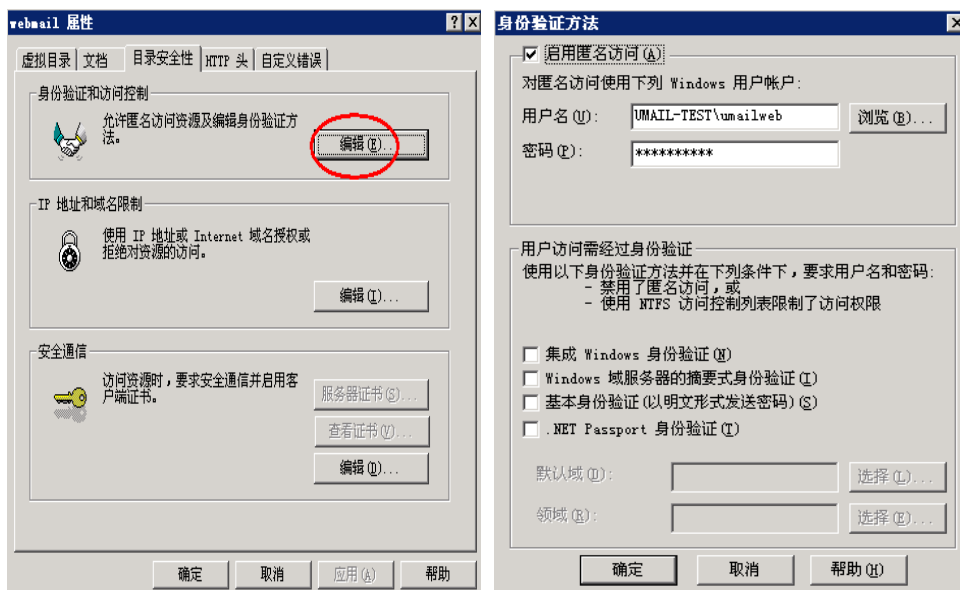 webmail 属性
虚拟目录 文档 目录安全性 HTTP 头 自定义错误
身份验证和访问控制
允许匿名访问资源及编辑身份验证方
法。
编辑(E)...
IP 地址和域名限制
使用 IP 地址或 Internet 域名授权或
拒绝对资源的访问。
编辑(I)...
安全通信
访问资源时,要求安全通信并启用客
户端证书。
服务器证书(S)...
查看证书(V)...
编辑(D)...
确定 取消 应用(A) 帮助
身份验证方法
启用匿名访问(A)
对匿名访问使用下列 Windows 用户帐户:
用户名(U): UMAIL-TEST\umailweb 浏览(B)...
密码(P): **********
用户访问需经过身份验证
使用以下身份验证方法并在下列条件下,要求用户名和密码:
- 禁用了匿名访问,或
- 使用 NTFS 访问控制列表限制了访问权限
集成 Windows 身份验证(N)
Windows 域服务器的摘要式身份验证(I)
基本身份验证(以明文形式发送密码)(S)
.NET Passport 身份验证(T)
默认域(D): 选择(L)...
领域(R): 选择(E)...
确定 取消 帮助(H)